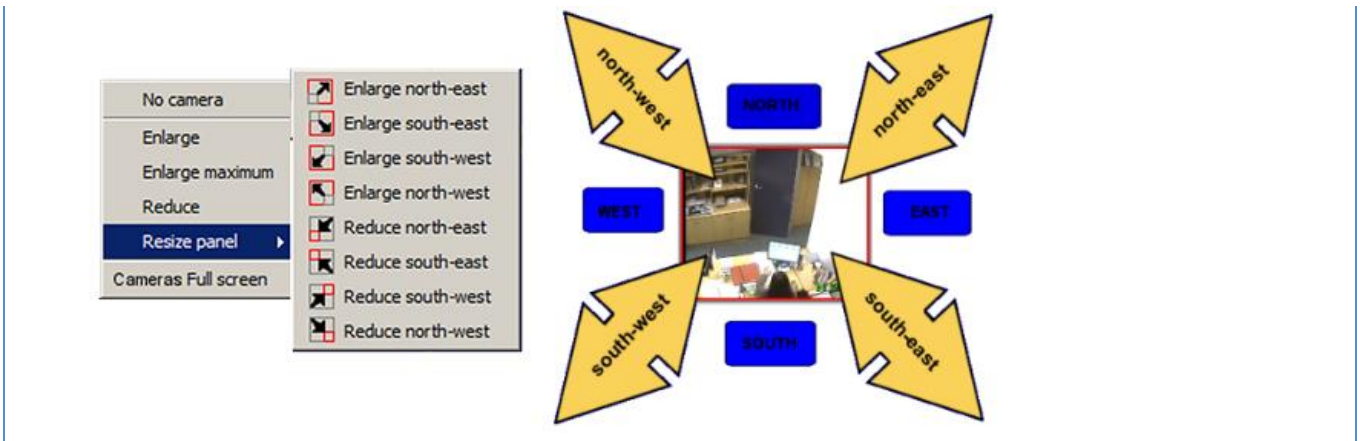 No camera
Enlarge
Enlarge maximum
Reduce
Resize panel
Cameras Full screen
Enlarge north-east
Enlarge south-east
Enlarge south-west
Enlarge north-west
Reduce north-east
Reduce south-east
Reduce south-west
Reduce north-west
north-west
NORTH
north-east
WEST
EAST
south-west
SOUTH
south-east